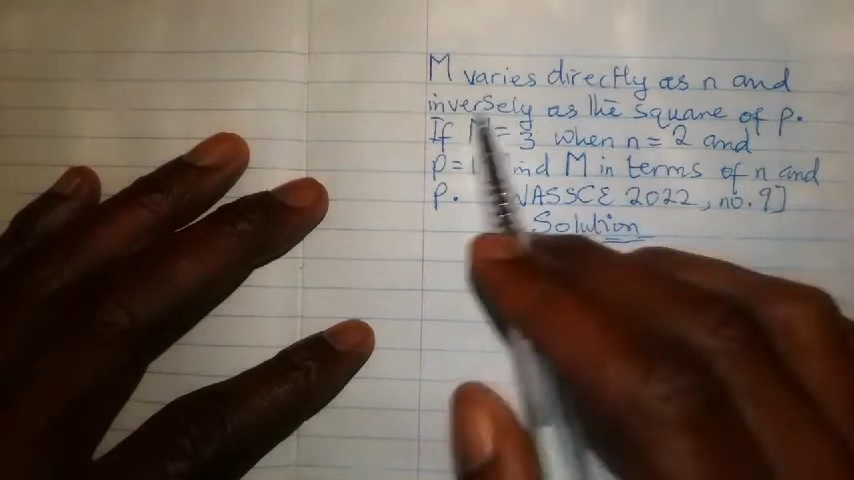 M varies directly as n and
inversely as the square of p.
If M = 3 when n = 2 and
p = find M in terms of n and
p. WASSCE 2022, no. 9]
Solution